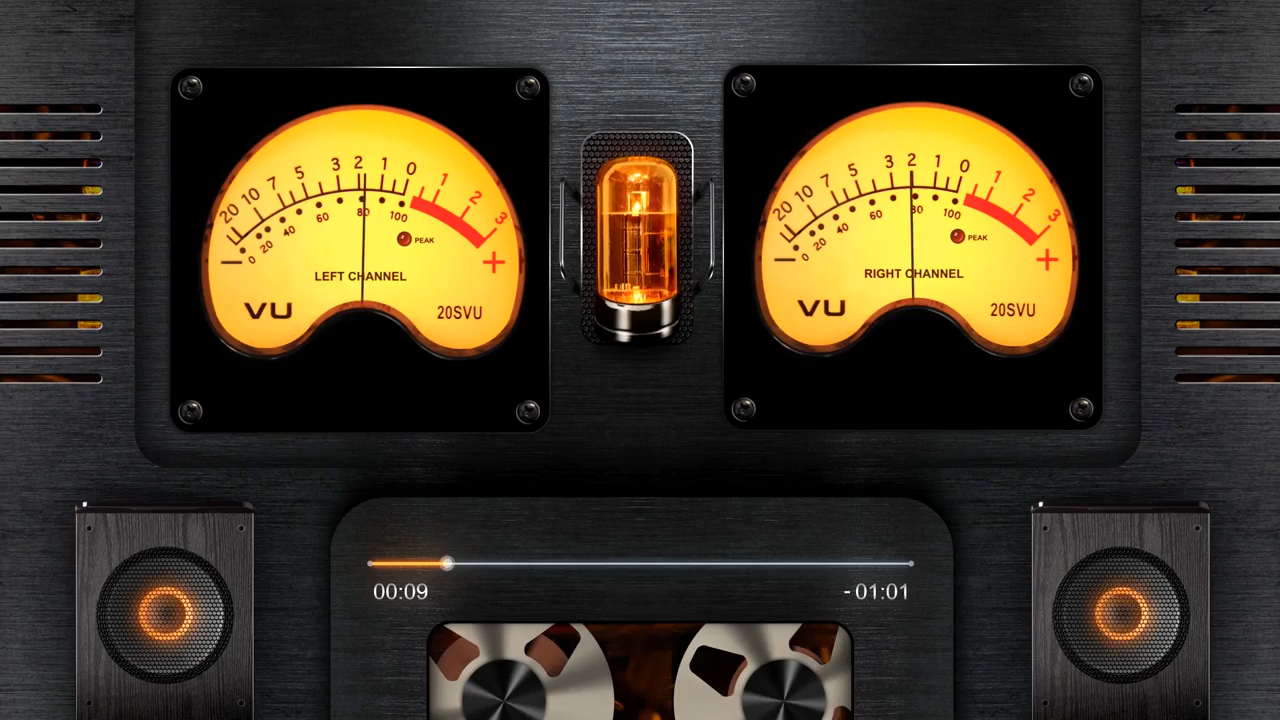 20 10 7 5 3 2 1 0 1 2 3
0 20 40 60 80 100
PEAK
− +
LEFT CHANNEL
VU 20SVU
20 10 7 5 3 2 1 0 1 2 3
0 20 40 60 80 100
PEAK
− +
RIGHT CHANNEL
VU 20SVU
00:09 -01:01